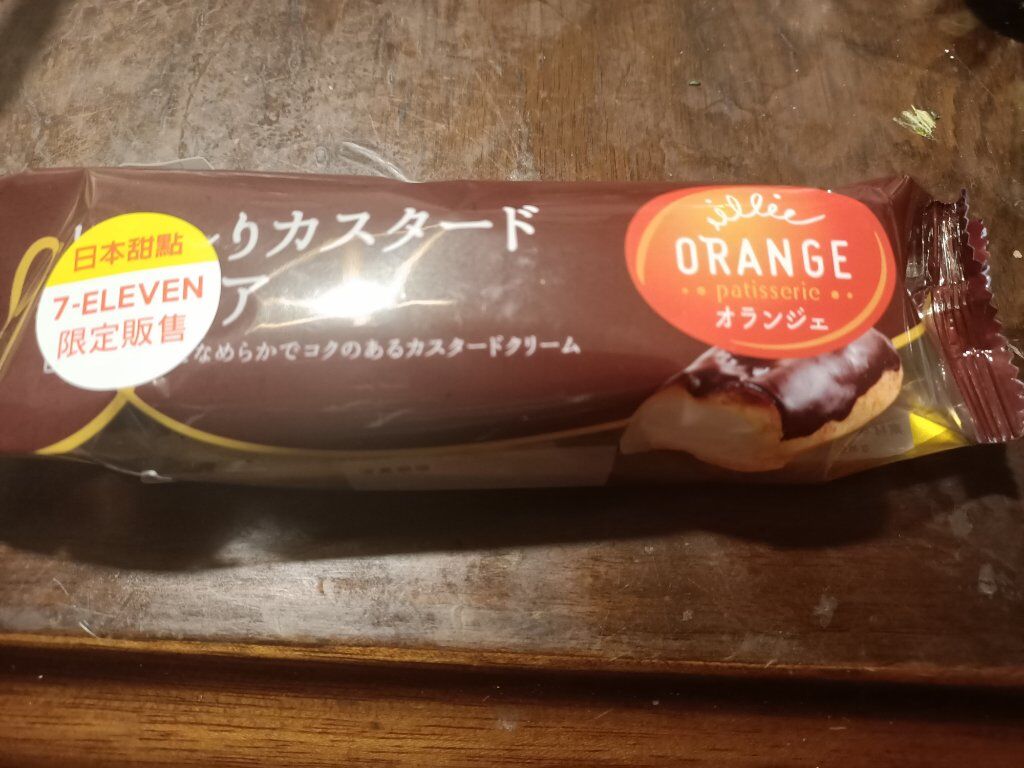 りカスタード
ア
なめらかでコクのあるカスタードクリーム
日本甜點
7-ELEVEN
限定販售
ORANGE
patisserie
オランジェ